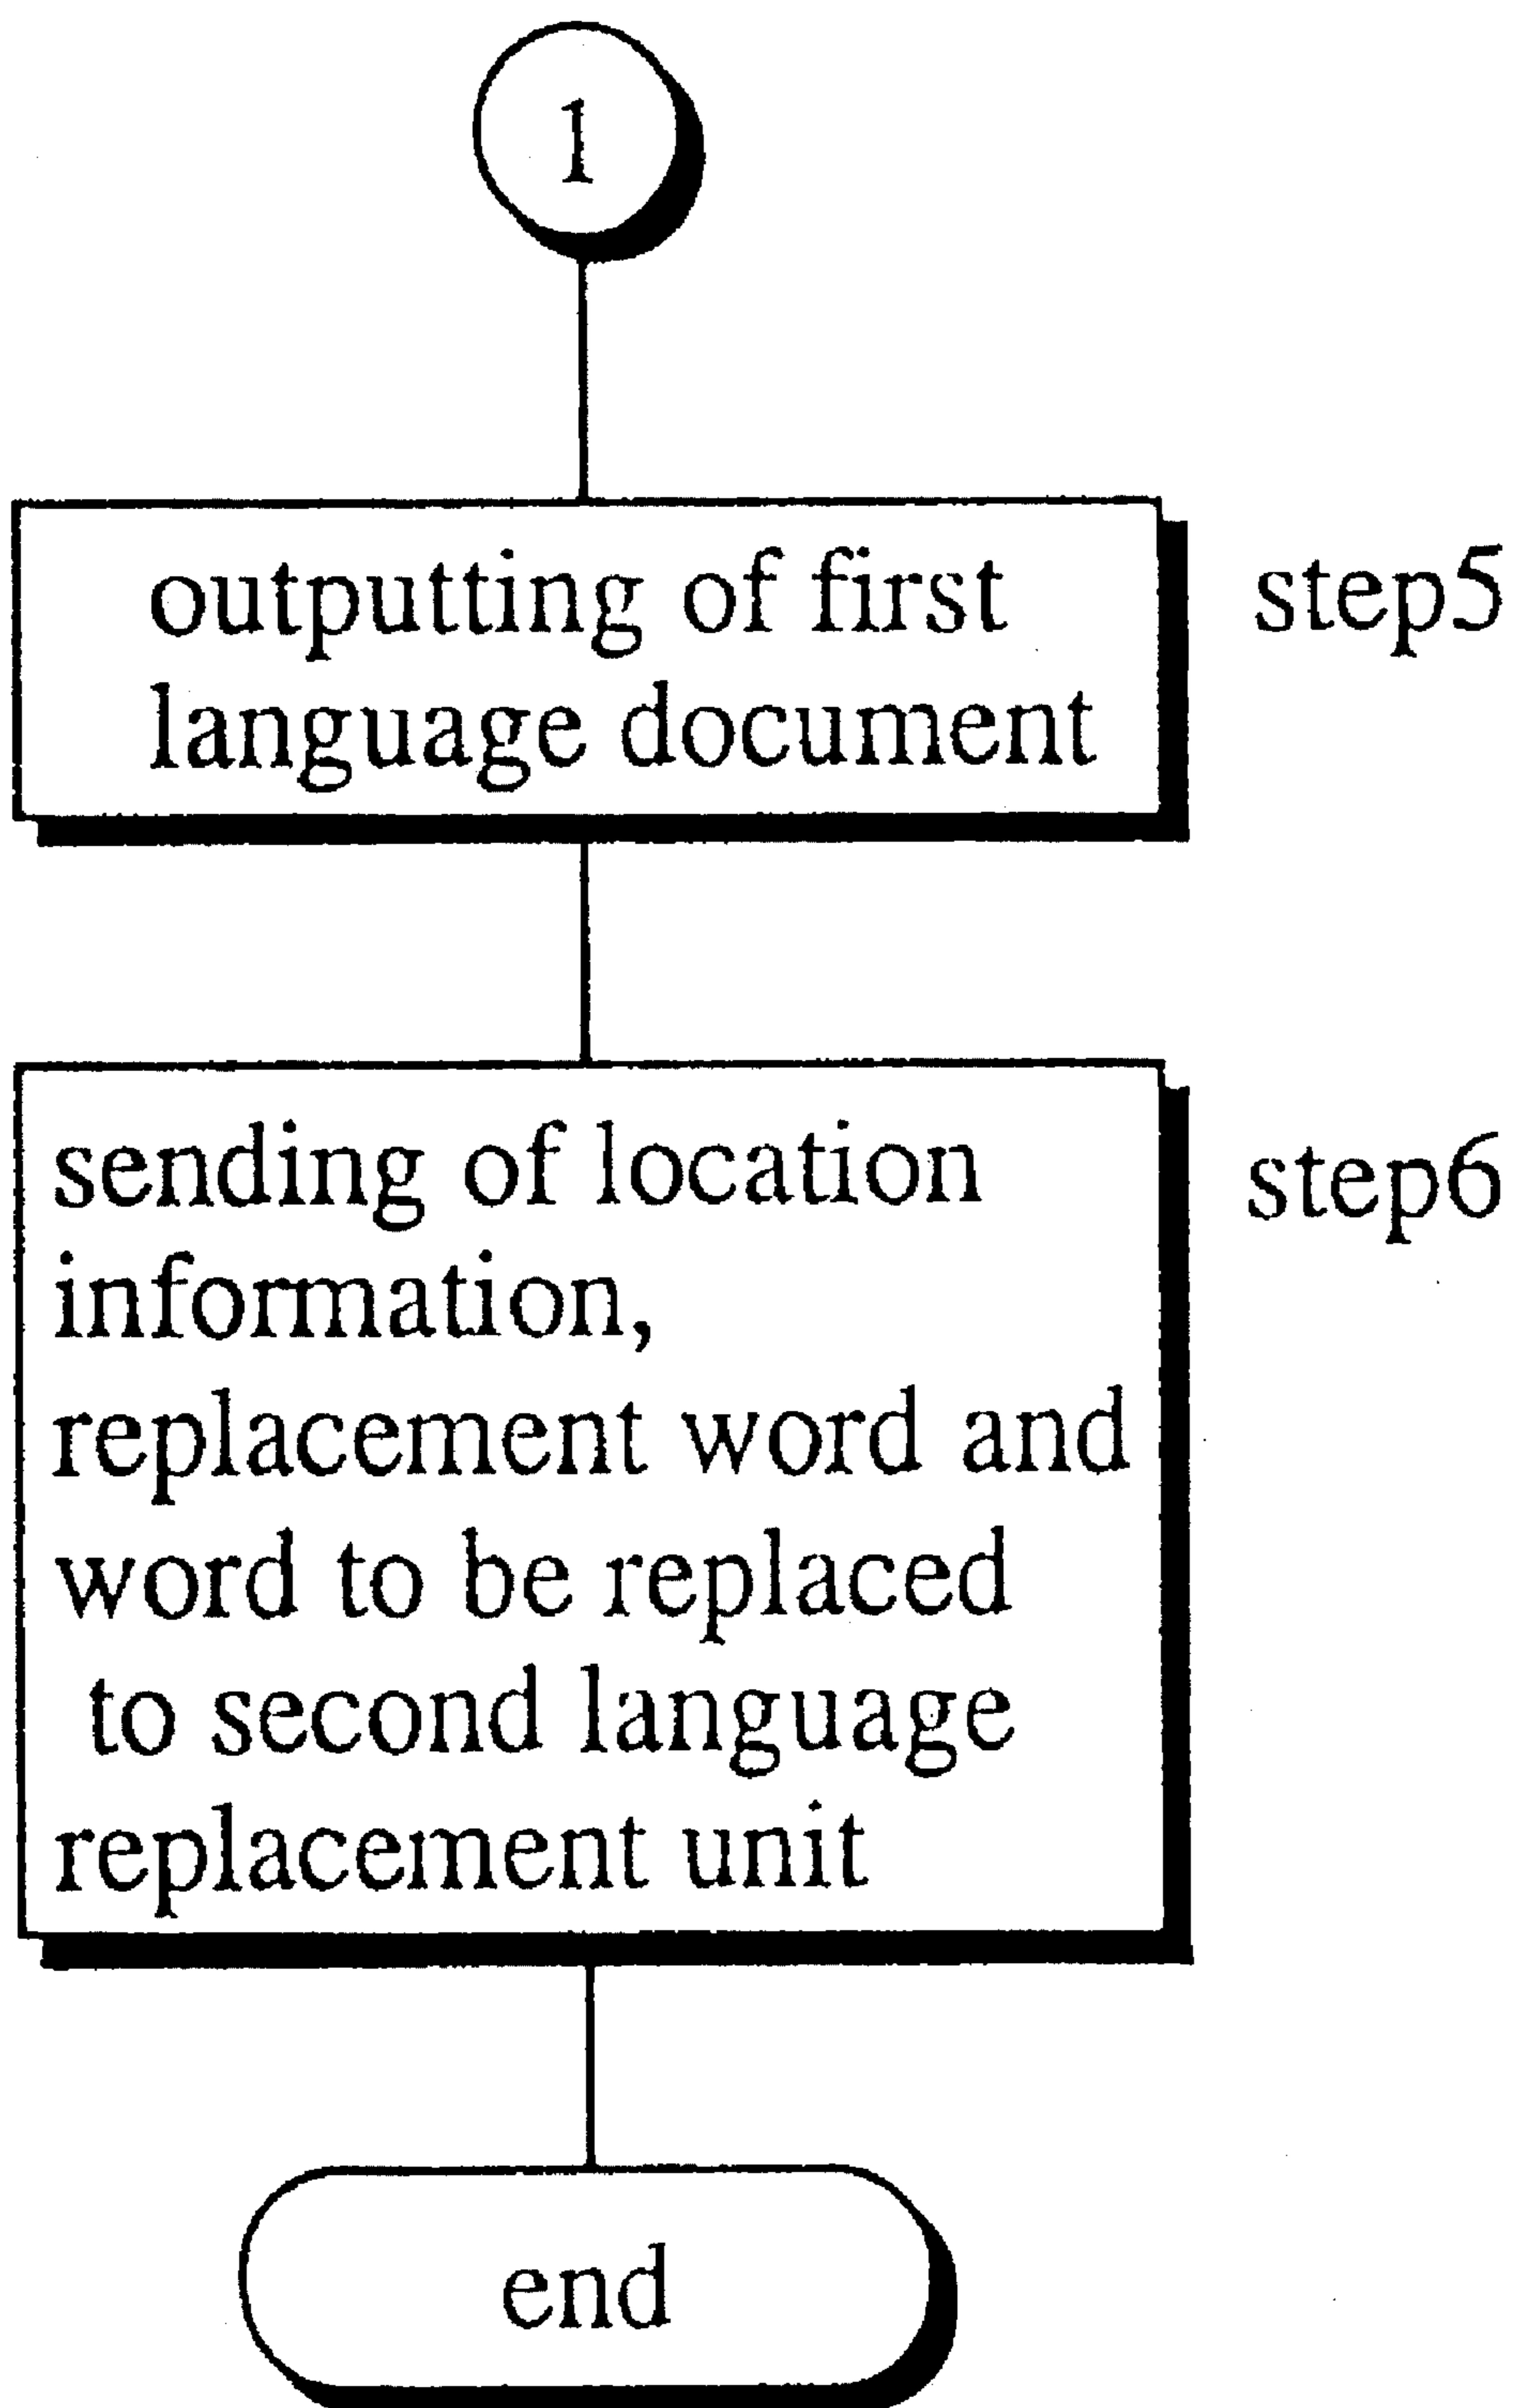 1
outputting of first
language document
step5
sending of location
information,
replacement word and
word to be replaced
to second language
replacement unit
step6
end